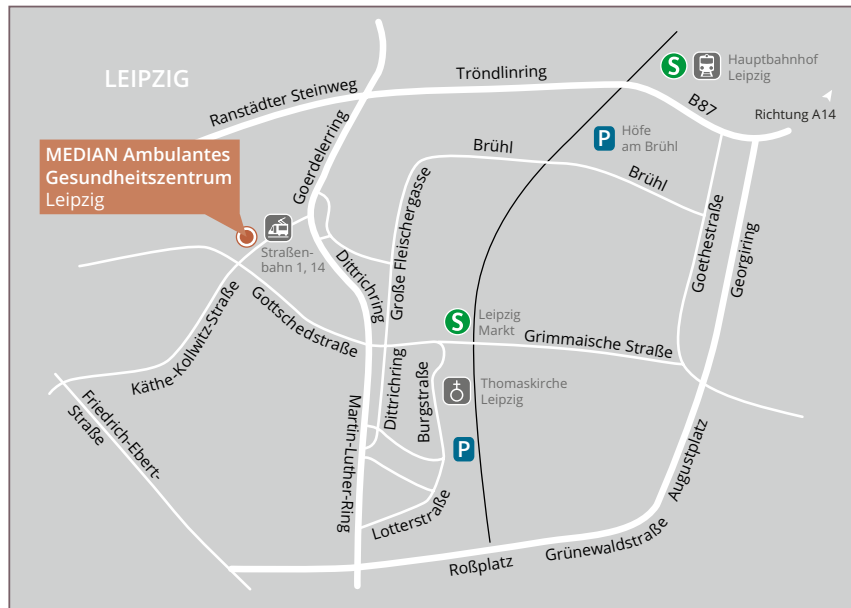 LEIPZIG
Ranstädter Steinweg
Tröndlinring
S
Hauptbahnhof
Leipzig
B87
Richtung A14
P
Höfe
am Brühl
Brühl
Brühl
MEDIAN Ambulantes
Gesundheitszentrum
Leipzig
Goerdelerring
Große Fleischergasse
Goethestraße
Georgiring
Straßen-
bahn 1, 14
Dittrichring
Gottschedstraße
Käthe-Kollwitz-Straße
S
Leipzig
Markt
Grimmaische Straße
Friedrich-Ebert-
Straße
Martin-Luther-Ring
Dittrichring
Burgstraße
Thomaskirche
Leipzig
P
Lotterstraße
Augustplatz
Grünewaldstraße
Roßplatz